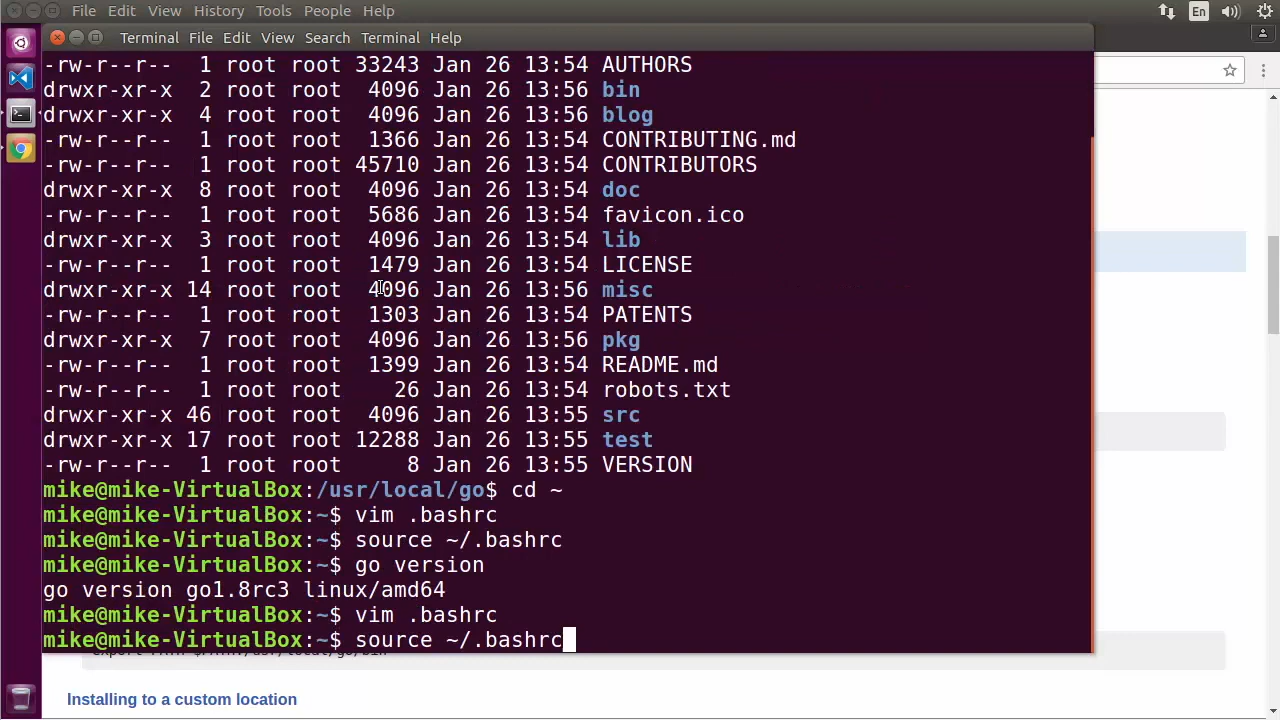 File Edit View History Tools People Help
En
Terminal File Edit View Search Terminal Help
-rw-r--r-- 1 root root 33243 Jan 26 13:54 AUTHORS
drwxr-xr-x 2 root root 4096 Jan 26 13:56 bin
drwxr-xr-x 4 root root 4096 Jan 26 13:56 blog
-rw-r--r-- 1 root root 1366 Jan 26 13:54 CONTRIBUTING.md
-rw-r--r-- 1 root root 45710 Jan 26 13:54 CONTRIBUTORS
drwxr-xr-x 8 root root 4096 Jan 26 13:54 doc
-rw-r--r-- 1 root root 5686 Jan 26 13:54 favicon.ico
drwxr-xr-x 3 root root 4096 Jan 26 13:54 lib
-rw-r--r-- 1 root root 1479 Jan 26 13:54 LICENSE
drwxr-xr-x 14 root root 4096 Jan 26 13:56 misc
-rw-r--r-- 1 root root 1303 Jan 26 13:54 PATENTS
drwxr-xr-x 7 root root 4096 Jan 26 13:56 pkg
-rw-r--r-- 1 root root 1399 Jan 26 13:54 README.md
-rw-r--r-- 1 root root 26 Jan 26 13:54 robots.txt
drwxr-xr-x 46 root root 4096 Jan 26 13:55 src
drwxr-xr-x 17 root root 12288 Jan 26 13:55 test
-rw-r--r-- 1 root root 8 Jan 26 13:55 VERSION
mike@mike-VirtualBox:/usr/local/go$ cd ~
mike@mike-VirtualBox:~$ vim .bashrc
mike@mike-VirtualBox:~$ source ~/.bashrc
mike@mike-VirtualBox:~$ go version
go version go1.8rc3 linux/amd64
mike@mike-VirtualBox:~$ vim .bashrc
mike@mike-VirtualBox:~$ source ~/.bashrc
Installing to a custom location